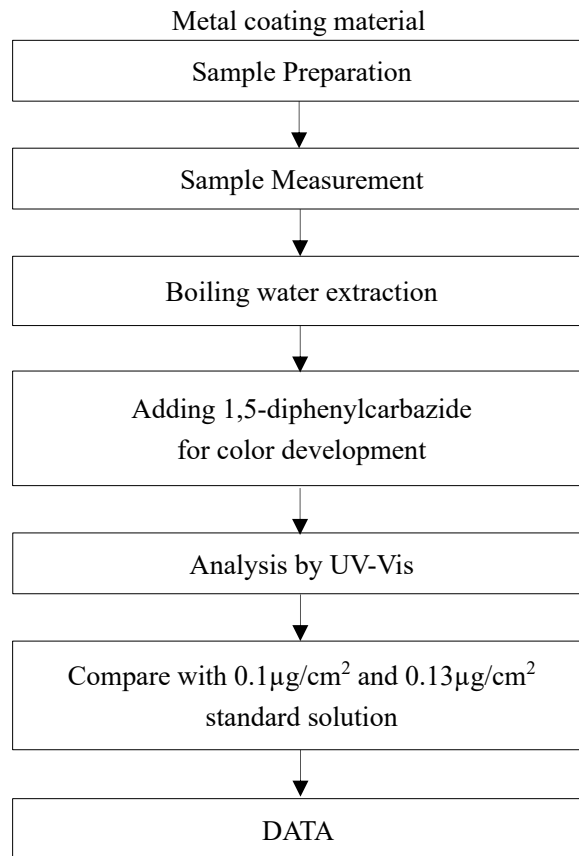 Metal coating material
Sample Preparation
Sample Measurement
Boiling water extraction
Adding 1,5-diphenylcarbazide
for color development
Analysis by UV-Vis
Compare with 0.1µg/cm² and 0.13µg/cm²
standard solution
DATA